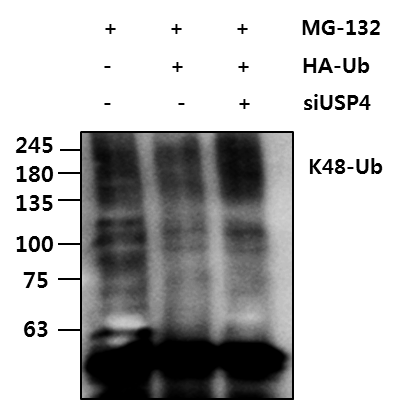 + + + MG-132
- + + HA-Ub
- - + siUSP4
245
180
135
100
75
63
K48-Ub